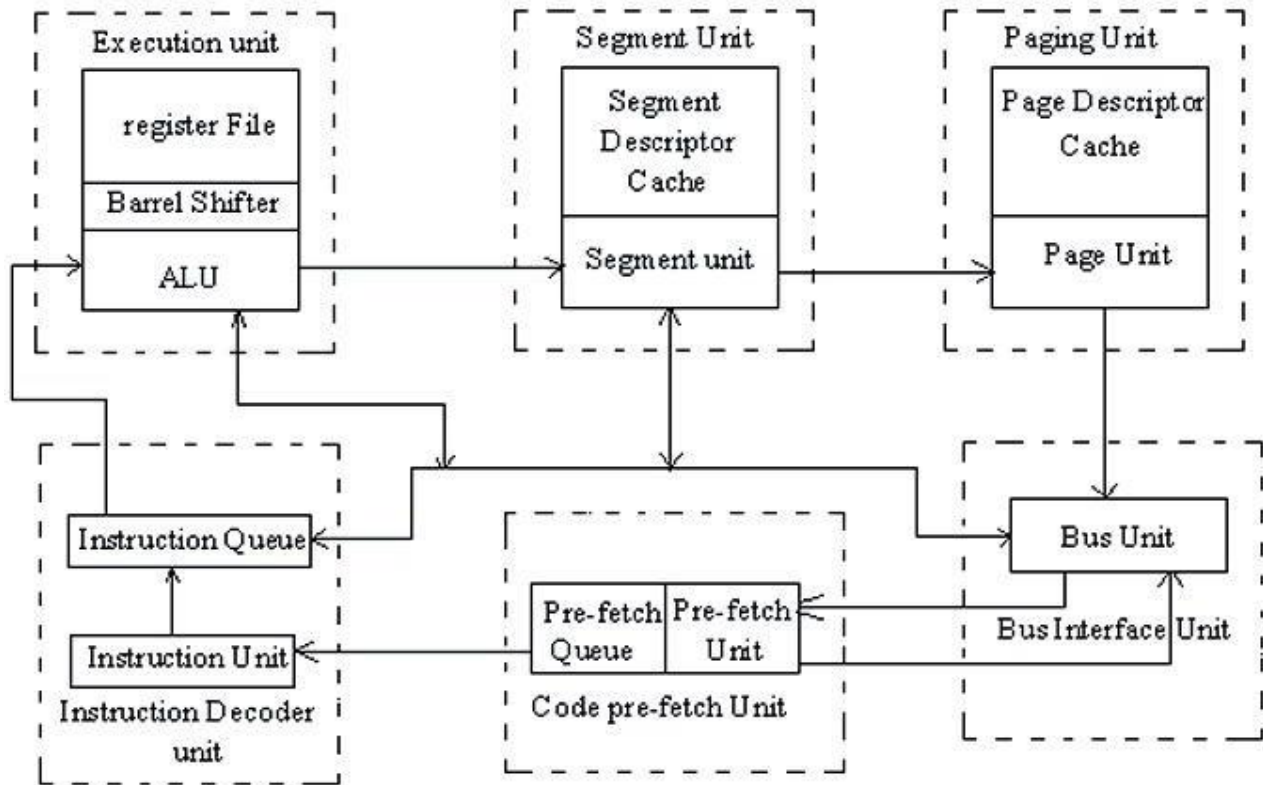 Execution unit
register File
Barrel Shifter
ALU
Segment Unit
Segment
Descriptor
Cache
Segment unit
Paging Unit
Page Descriptor
Cache
Page Unit
Instruction Queue
Instruction Unit
Instruction Decoder
unit
Pre-fetch
Queue
Pre-fetch
Unit
Code pre-fetch Unit
Bus Unit
Bus Interface Unit